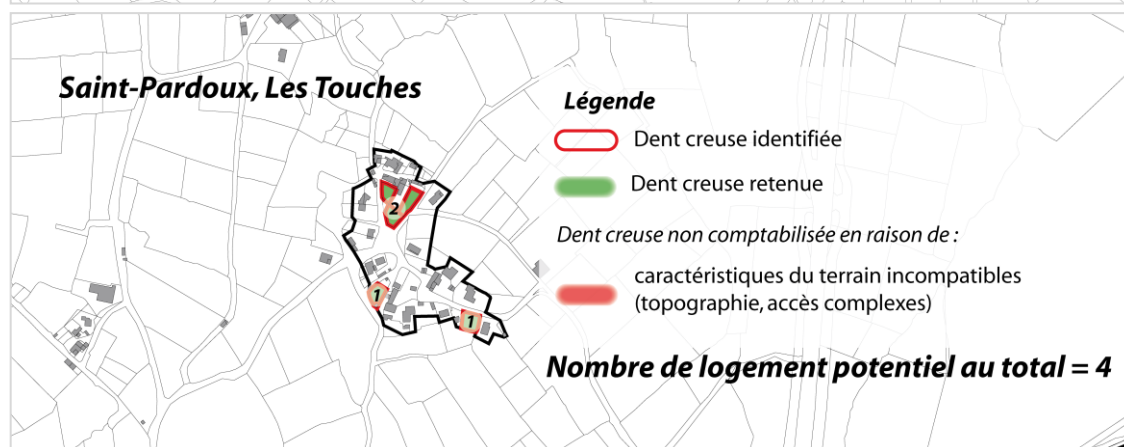 Saint-Pardoux, Les Touches
Légende
Dent creuse identifiée
Dent creuse retenue
Dent creuse non comptabilisée en raison de :
caractéristiques du terrain incompatibles
(topographie, accès complexes)
Nombre de logement potentiel au total = 4
2
1
1